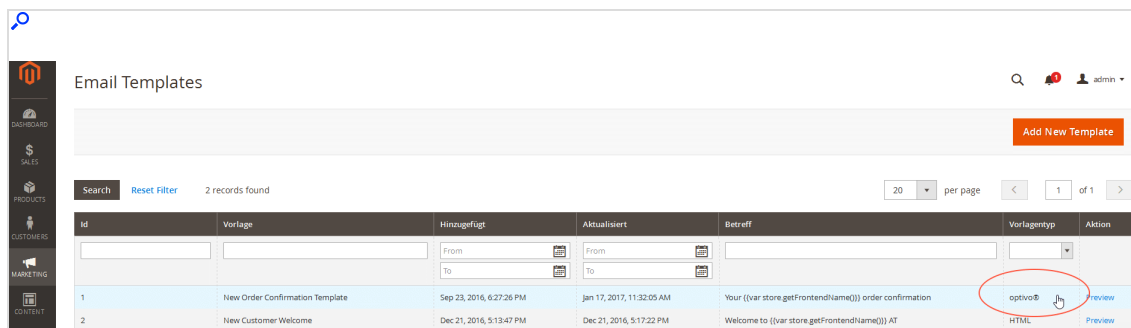 Email Templates
1
admin
DASHBOARD
Add New Template
$
SALES
Search Reset Filter 2 records found 20 per page 1 of 1
PRODUCTS
Id Vorlage Hinzugefügt Aktualisiert Betreff Vorlagentyp Aktion
CUSTOMERS
From From
To To
MARKETING
1 New Order Confirmation Template Sep 23, 2016, 6:27:26 PM Jan 17, 2017, 11:32:05 AM Your {{var store.getFrontendName()}} order confirmation optivo® Preview
CONTENT
2 New Customer Welcome Dec 21, 2016, 5:13:47 PM Dec 21, 2016, 5:17:22 PM Welcome to {{var store.getFrontendName()}} AT HTML Preview